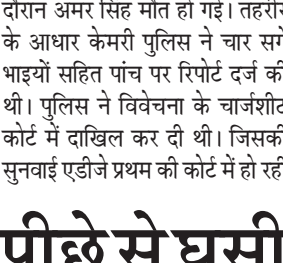 दौरान अमर सिंह मौत हो गई। तहरीर
के आधार केमरी पुलिस ने चार सगे
भाइयों सहित पांच पर रिपोर्ट दर्ज की
थी। पुलिस ने विवेचना के चार्जशीट
कोर्ट में दाखिल कर दी थी। जिसकी
सुनवाई एडीजे प्रथम की कोर्ट में हो रही
पीछे से घुसी